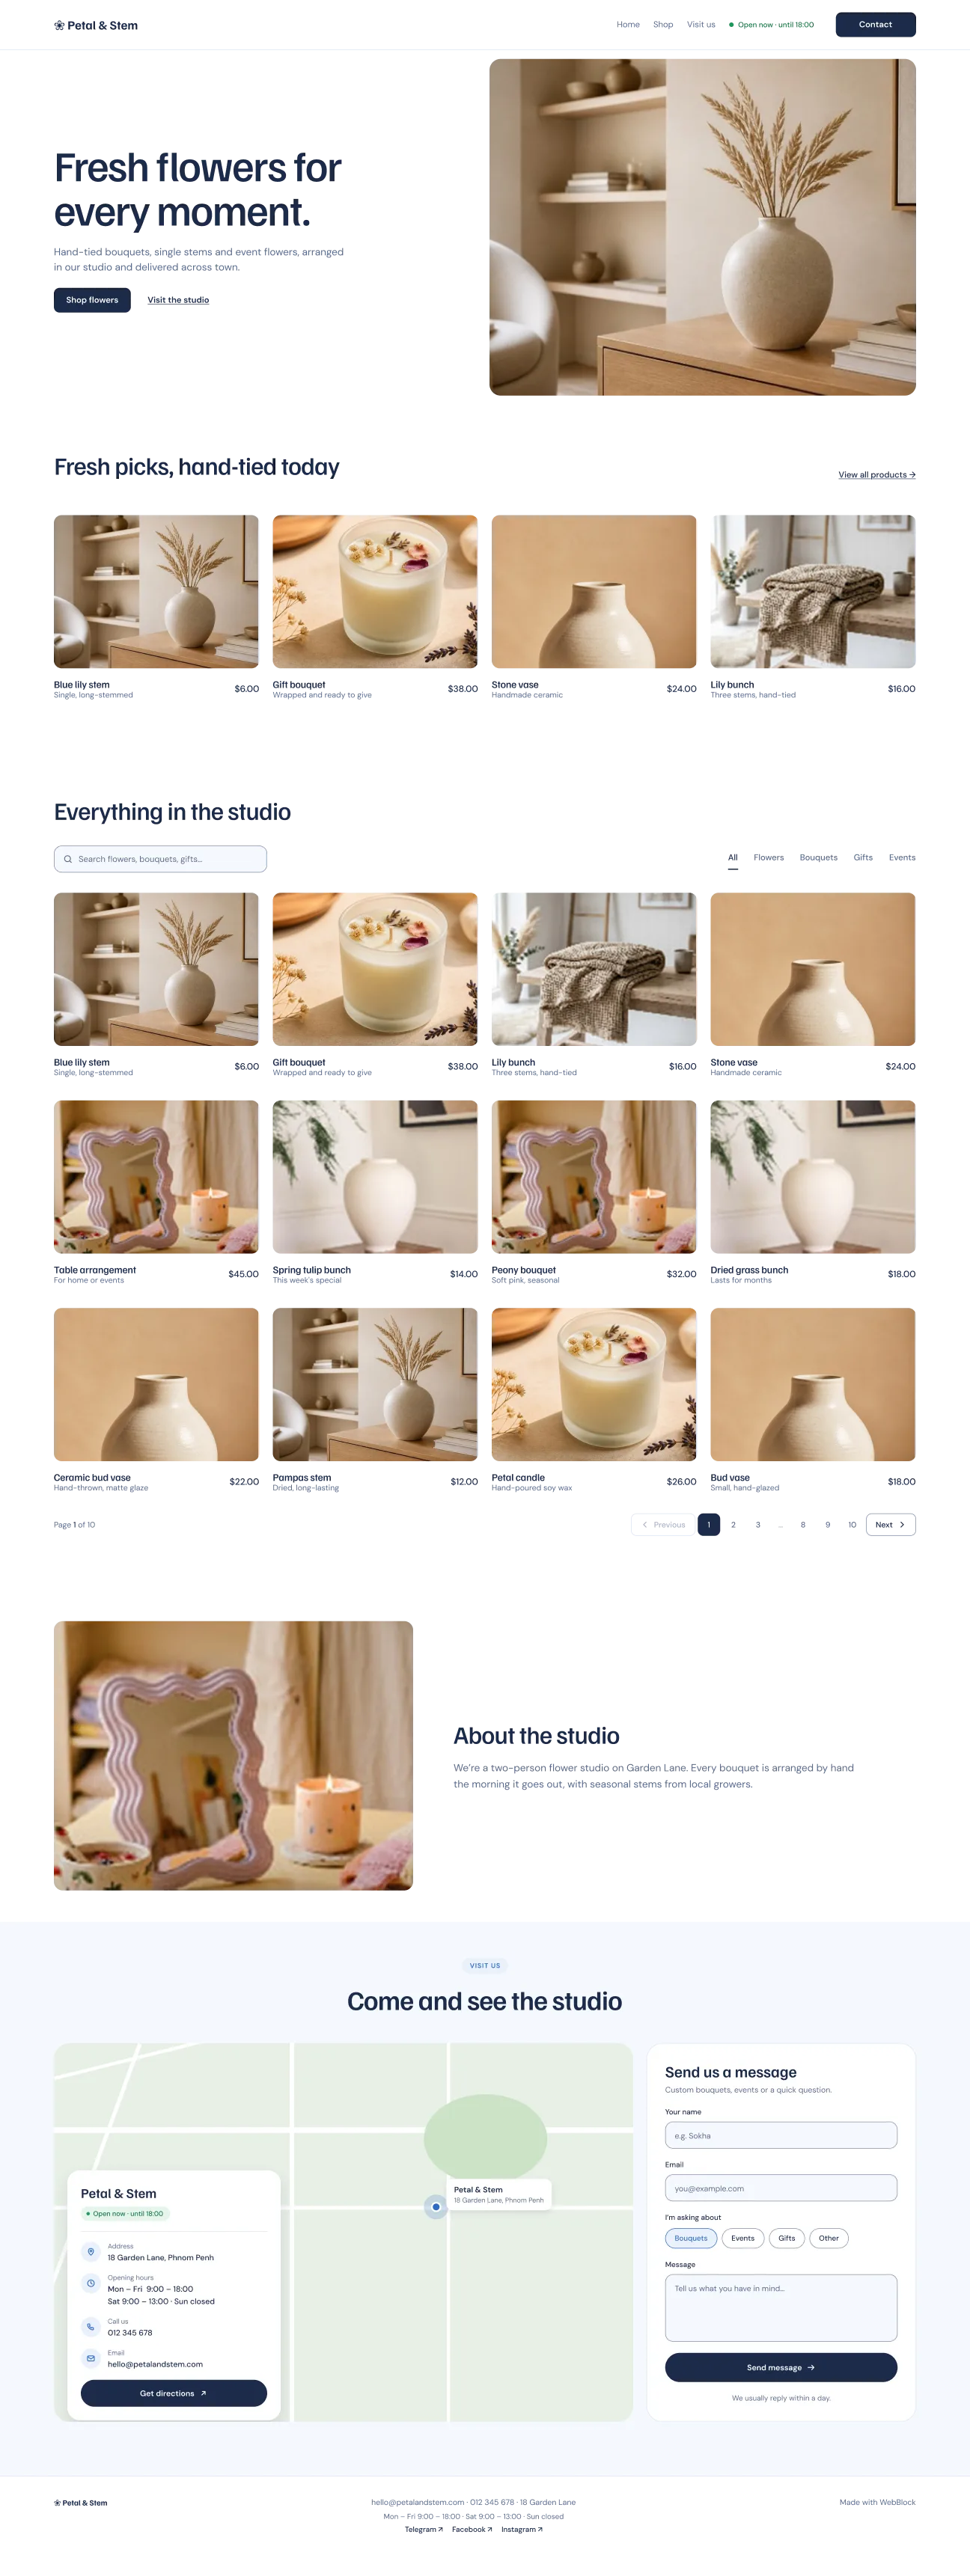 Petal & Stem
Home Shop Visit us Open now · until 18:00 Contact
Fresh flowers for
every moment.
Hand-tied bouquets, single stems and event flowers, arranged
in our studio and delivered across town.
Shop flowers Visit the studio
Fresh picks, hand-tied today
View all products →
Blue lily stem
Single, long-stemmed
$6.00
Gift bouquet
Wrapped and ready to give
$38.00
Stone vase
Handmade ceramic
$24.00
Lily bunch
Three stems, hand-tied
$16.00
Everything in the studio
Search flowers, bouquets, gifts...
All Flowers Bouquets Gifts Events
Blue lily stem
Single, long-stemmed
$6.00
Gift bouquet
Wrapped and ready to give
$38.00
Lily bunch
Three stems, hand-tied
$16.00
Stone vase
Handmade ceramic
$24.00
Table arrangement
For home or events
$45.00
Spring tulip bunch
This week's special
$14.00
Peony bouquet
Soft pink, seasonal
$32.00
Dried grass bunch
Lasts for months
$18.00
Ceramic bud vase
Hand-thrown, matte glaze
$22.00
Pampas stem
Dried, long-lasting
$12.00
Petal candle
Hand-poured soy wax
$26.00
Bud vase
Small, hand-glazed
$18.00
Page 1 of 10
Previous 1 2 3 ... 8 9 10 Next
About the studio
We're a two-person flower studio on Garden Lane. Every bouquet is arranged by hand
the morning it goes out, with seasonal stems from local growers.
VISIT US
Come and see the studio
Petal & Stem
18 Garden Lane, Phnom Penh
Petal & Stem
Open now · until 18:00
Address
18 Garden Lane, Phnom Penh
Opening hours
Mon – Fri 9:00 – 18:00
Sat 9:00 – 13:00 · Sun closed
Call us
012 345 678
Email
hello@petalandstem.com
Get directions ↗
Send us a message
Custom bouquets, events or a quick question.
Your name
e.g. Sokha
Email
you@example.com
I'm asking about
Bouquets Events Gifts Other
Message
Tell us what you have in mind...
Send message →
We usually reply within a day.
Petal & Stem
hello@petalandstem.com · 012 345 678 · 18 Garden Lane
Mon – Fri 9:00 – 18:00 · Sat 9:00 – 13:00 · Sun closed
Telegram ↗ Facebook ↗ Instagram ↗
Made with WebBlock